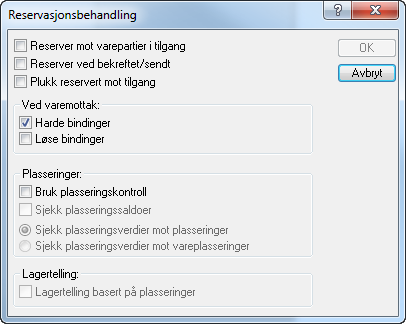 Reservasjonsbehandling
Reserver mot varepartier i tilgang
OK
Reserver ved bekreftet/sendt
Avbryt
Plukk reservert mot tilgang
Ved varemottak:
Harde bindinger
Løse bindinger
Plasseringer:
Bruk plasseringskontroll
Sjekk plasseringssaldoer
Sjekk plasseringsverdier mot plasseringer
Sjekk plasseringsverdier mot vareplasseringer
Lagertelling:
Lagertelling basert på plasseringer